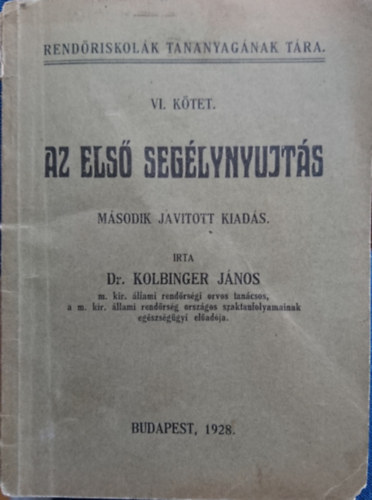 RENDŐRISKOLÁK TANANYAGÁNAK TÁRA.
VI. KÖTET.
AZ ELSŐ SEGÉLYNYUJTÁS
MÁSODIK JAVITOTT KIADÁS.
IRTA
Dr. KOLBINGER JÁNOS
m. kir. állami rendőrségi orvos tanácsos,
a m. kir. állami rendőrség országos szaktanfolyamainak
egészségügyi előadoja.
BUDAPEST, 1928.